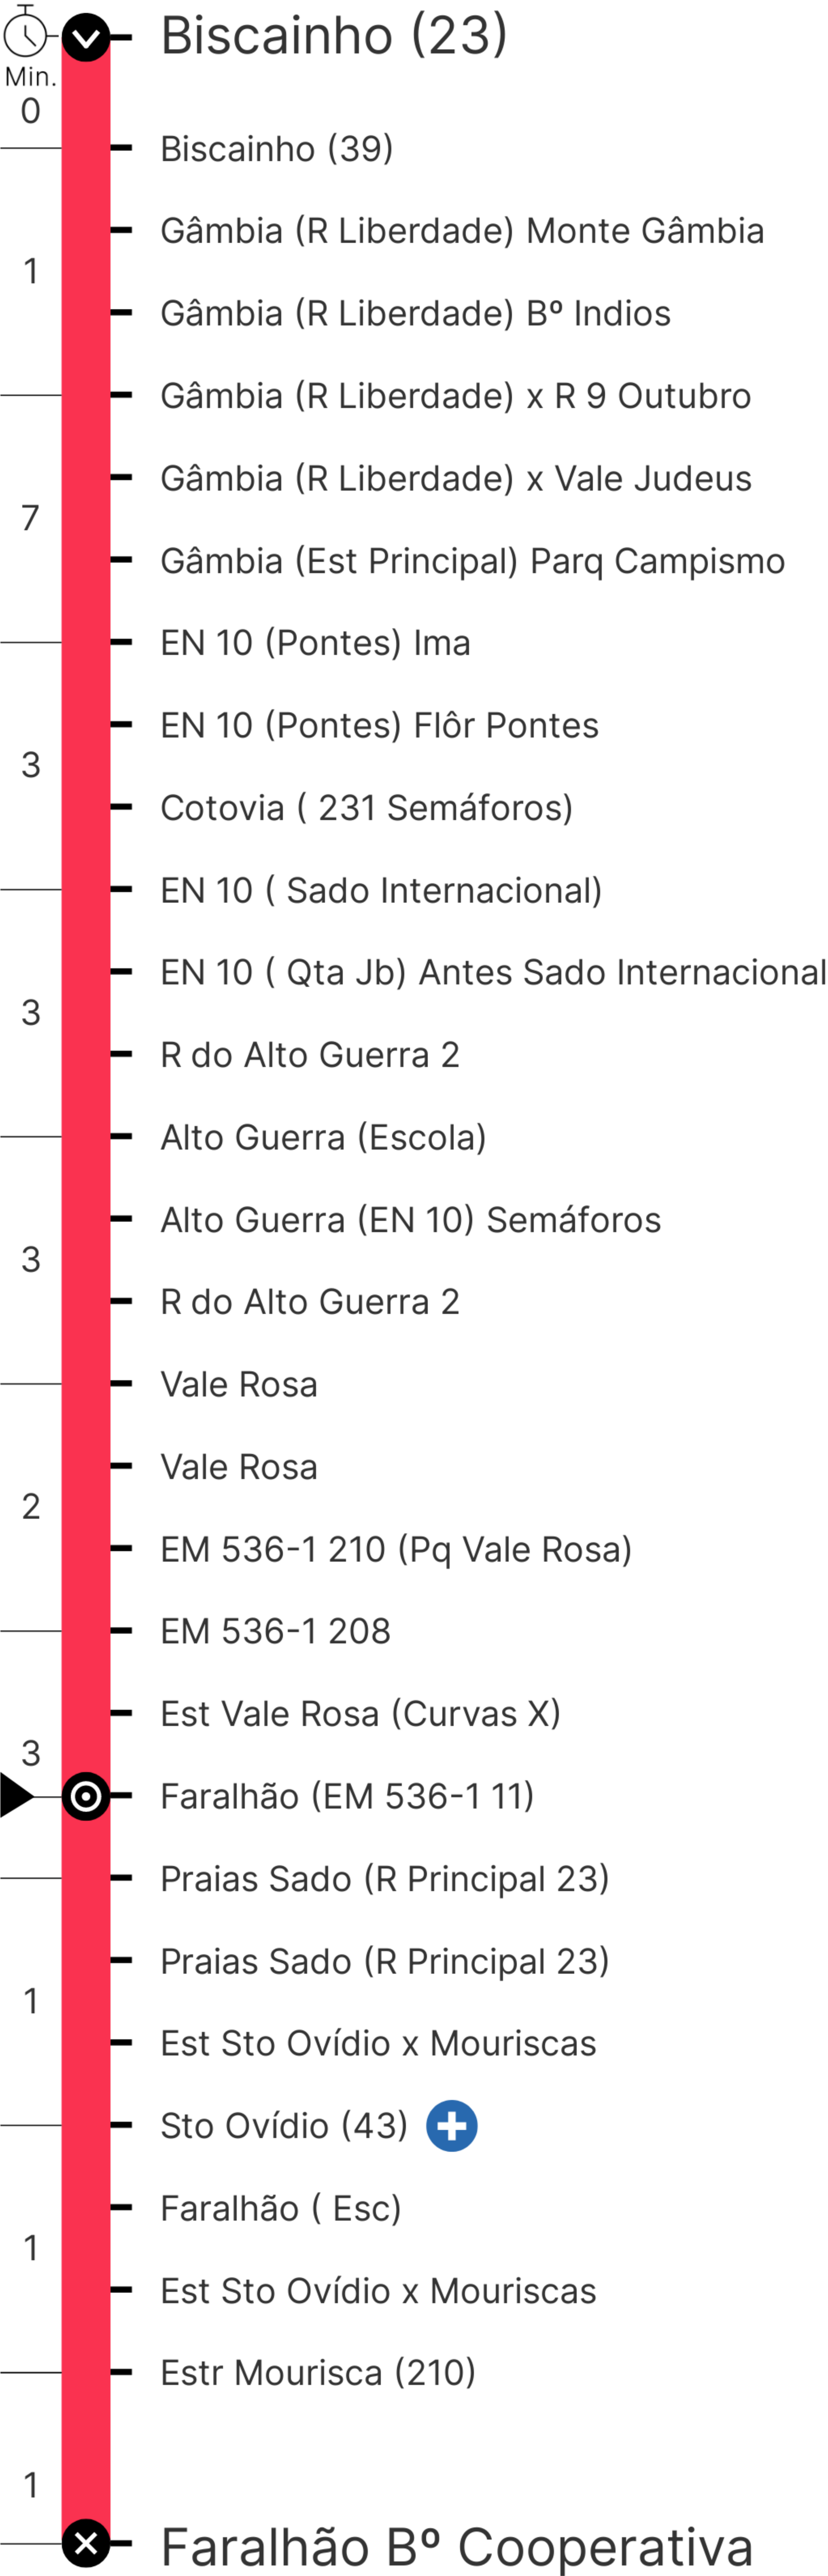 Biscainho (23)
Min.
0
Biscainho (39)
Gâmbia (R Liberdade) Monte Gâmbia
1
Gâmbia (R Liberdade) Bº Indios
Gâmbia (R Liberdade) x R 9 Outubro
Gâmbia (R Liberdade) x Vale Judeus
7
Gâmbia (Est Principal) Parq Campismo
EN 10 (Pontes) Ima
EN 10 (Pontes) Flôr Pontes
3
Cotovia ( 231 Semáforos)
EN 10 ( Sado Internacional)
EN 10 ( Qta Jb) Antes Sado Internacional
3
R do Alto Guerra 2
Alto Guerra (Escola)
Alto Guerra (EN 10) Semáforos
3
R do Alto Guerra 2
Vale Rosa
Vale Rosa
2
EM 536-1 210 (Pq Vale Rosa)
EM 536-1 208
Est Vale Rosa (Curvas X)
3
Faralhão (EM 536-1 11)
Praias Sado (R Principal 23)
Praias Sado (R Principal 23)
1
Est Sto Ovídio x Mouriscas
Sto Ovídio (43)
Faralhão ( Esc)
1
Est Sto Ovídio x Mouriscas
Estr Mourisca (210)
1
Faralhão Bº Cooperativa